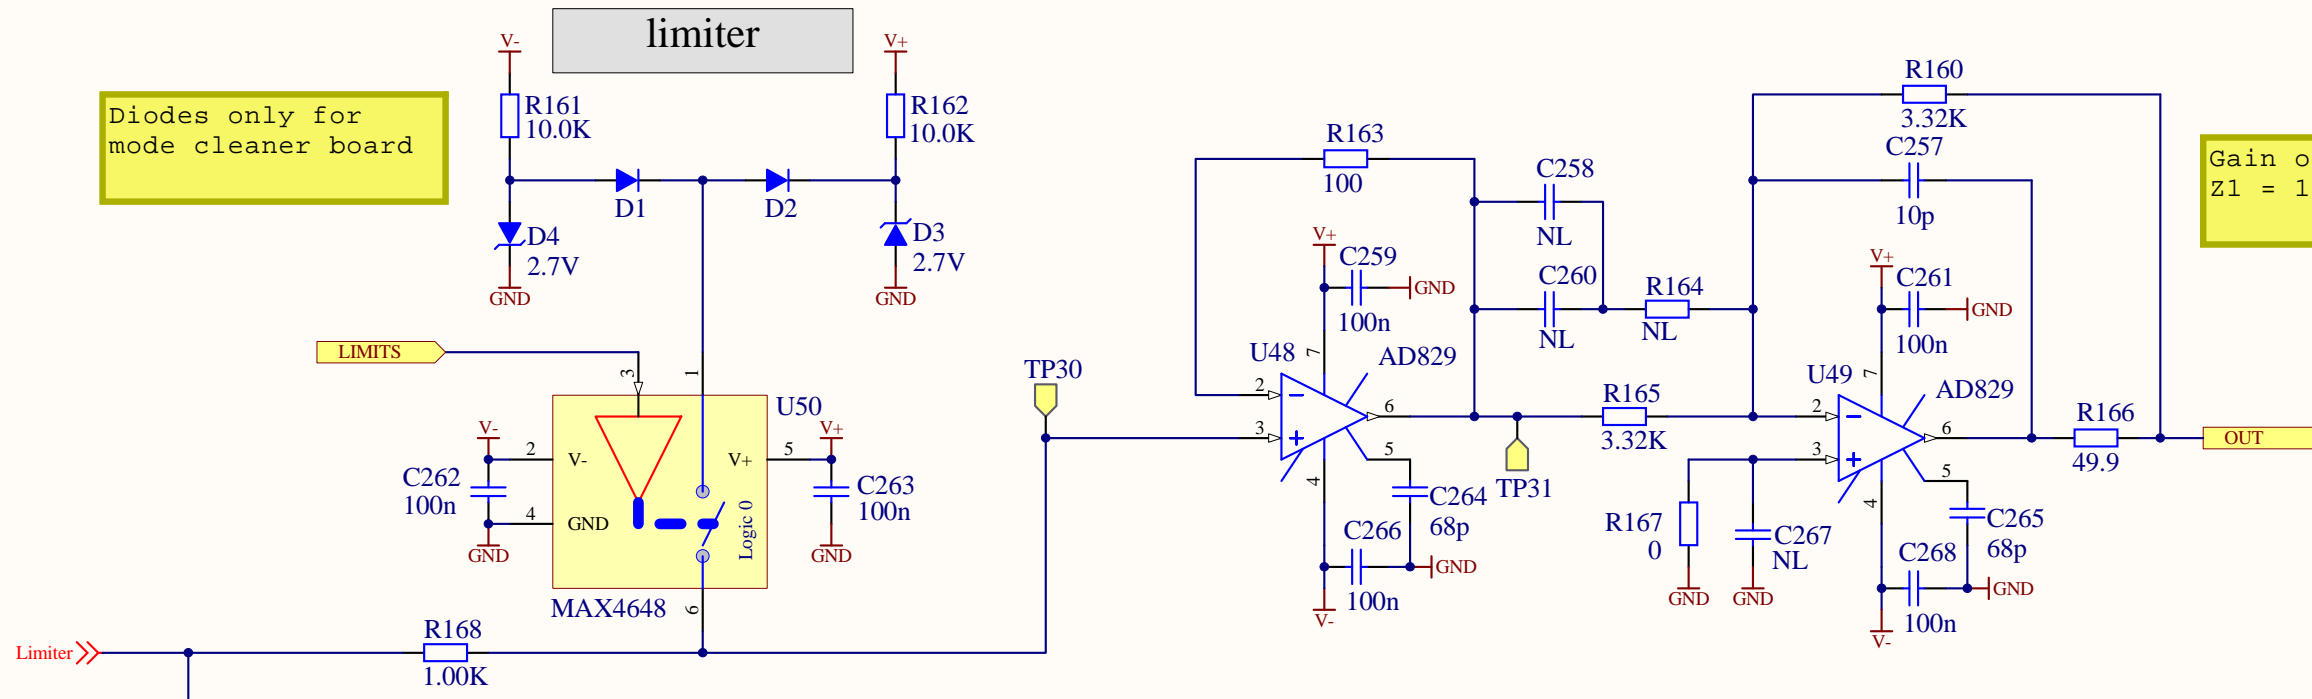 limiter
Diodes only for
mode cleaner board
V-
R161
10.0K
V+
R162
10.0K
D1
D2
D4
2.7V
GND
D3
2.7V
GND
LIMITS
3
1
U50
V-
2
V-
V+
5
V+
C262
100n
4
GND
GND
Logic 0
C263
100n
GND
MAX4648
6
Limiter
R168
1.00K
TP30
R163
100
V+
C259
GND
100n
7
U48
AD829
2
3
6
5
4
C264
68p
C266
GND
100n
V-
C258
NL
C260
NL
R164
NL
R165
3.32K
TP31
R160
3.32K
C257
10p
V+
C261
GND
100n
7
U49
AD829
2
3
6
5
4
R167
0
GND
C267
NL
GND
C265
68p
C268
GND
100n
V-
R166
49.9
OUT
Gain o
Z1 = 1